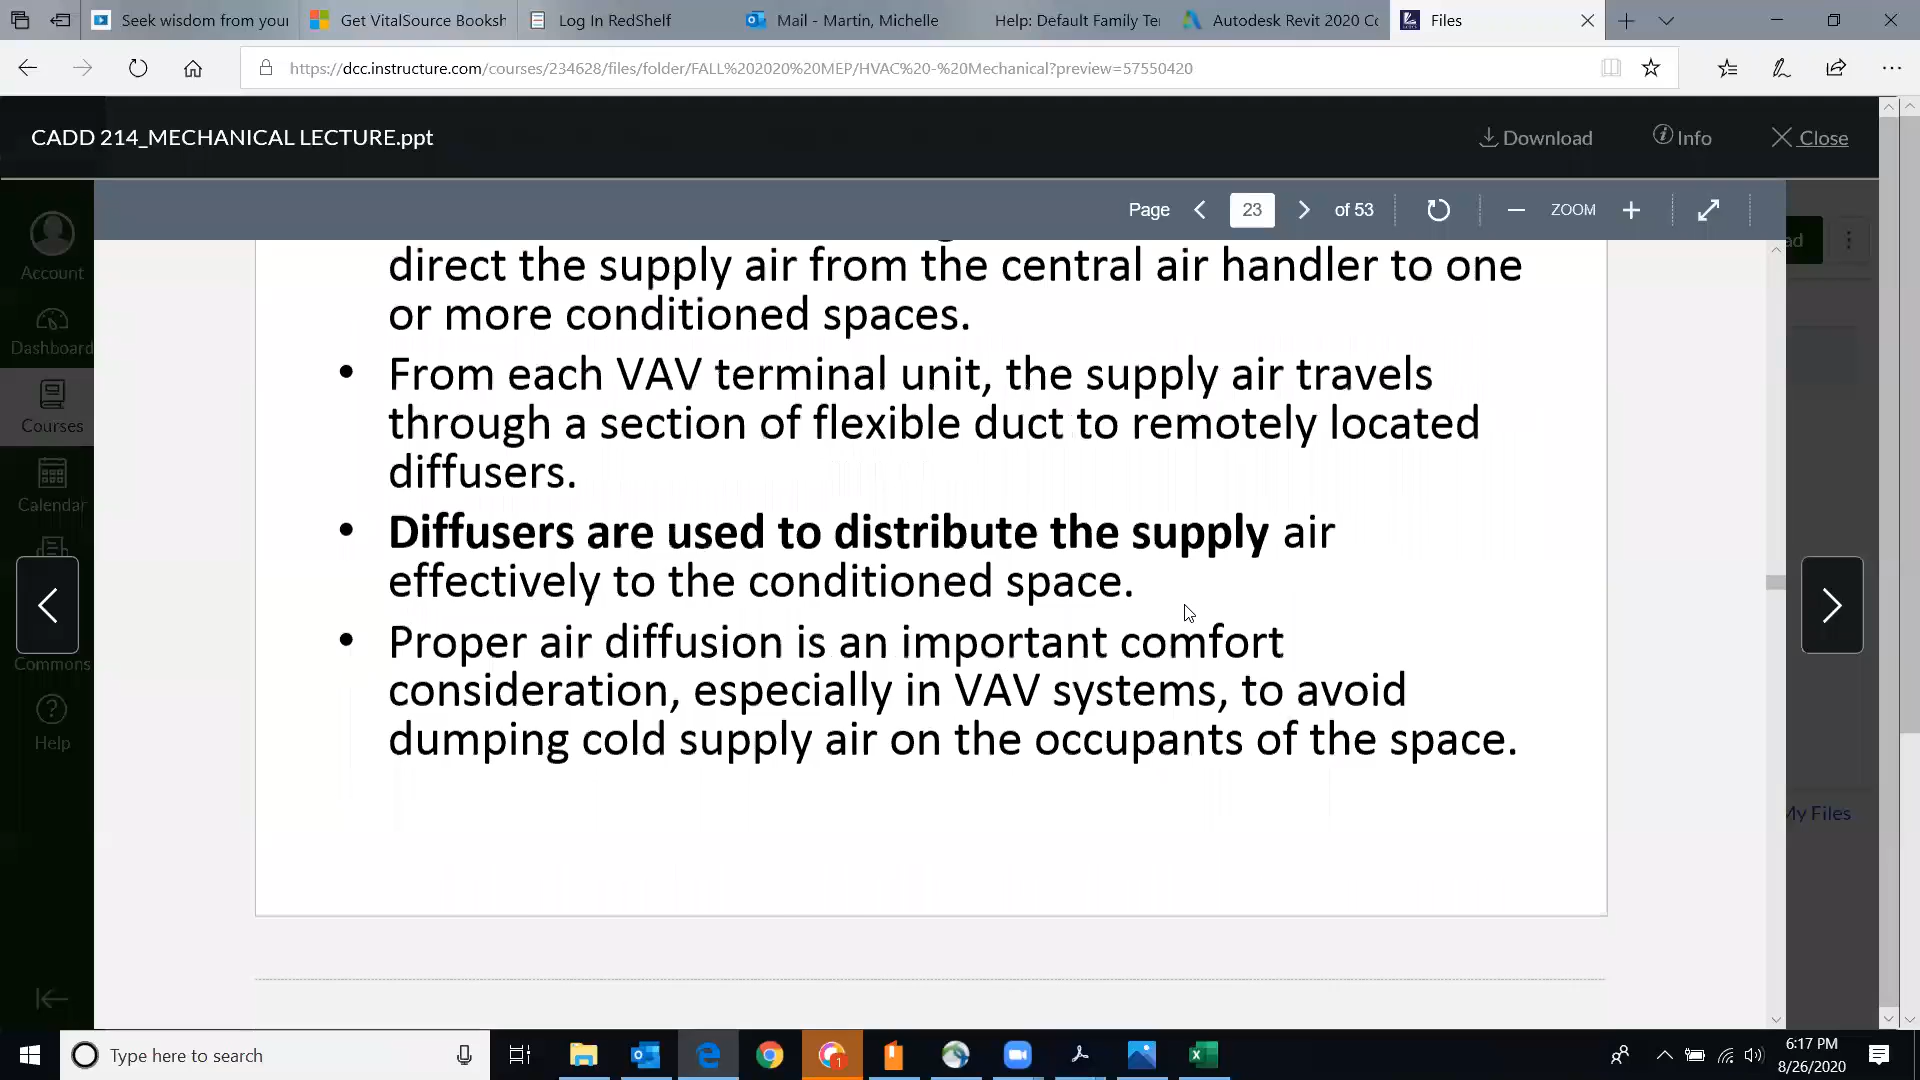 Seek wisdom from your
Get VitalSource Booksh
Log In RedShelf
Mail - Martin, Michelle
Help: Default Family Te
Autodesk Revit 2020 Co
Files
https://dcc.instructure.com/courses/234628/files/folder/FALL%202020%20MEP/HVAC%20-%20Mechanical?preview=57550420
CADD 214_MECHANICAL LECTURE.ppt
Download
Info
Close
Page
23
of 53
ZOOM
ad
Account
Dashboard
Courses
Calendar
Commons
Help
direct the supply air from the central air handler to one
or more conditioned spaces.
• From each VAV terminal unit, the supply air travels
through a section of flexible duct to remotely located
diffusers.
• Diffusers are used to distribute the supply air
effectively to the conditioned space.
• Proper air diffusion is an important comfort
consideration, especially in VAV systems, to avoid
dumping cold supply air on the occupants of the space.
My Files
Type here to search
1
6:17 PM
8/26/2020